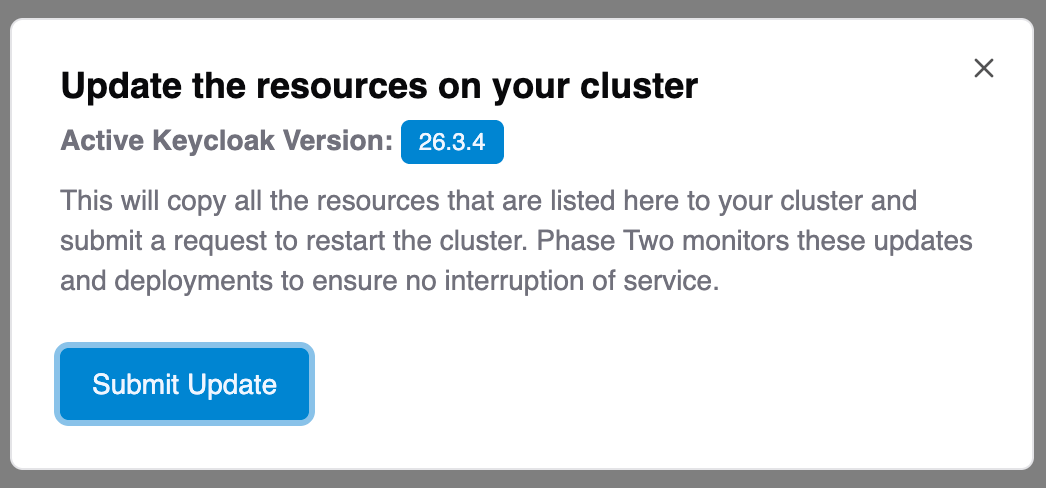 Update the resources on your cluster
Active Keycloak Version: 26.3.4
This will copy all the resources that are listed here to your cluster and
submit a request to restart the cluster. Phase Two monitors these updates
and deployments to ensure no interruption of service.
Submit Update